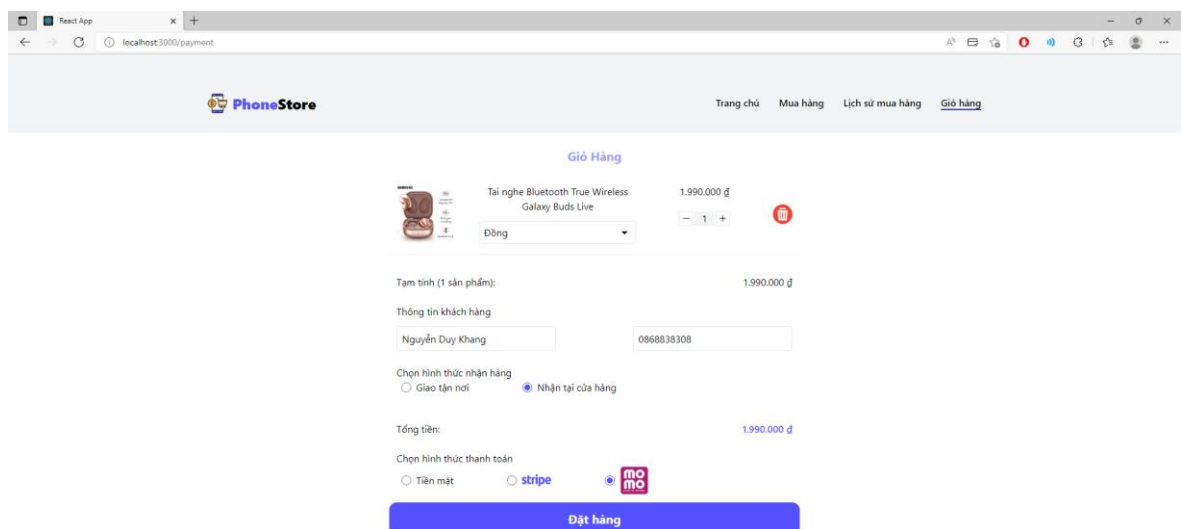 React App
localhost:3000/payment
PhoneStore
Trang chủ Mua hàng Lịch sử mua hàng Giỏ hàng
Giỏ Hàng
Tai nghe Bluetooth True Wireless
Galaxy Buds Live
1.990.000 ₫
- 1 +
Đồng
Tạm tính (1 sản phẩm):
1.990.000 ₫
Thông tin khách hàng
Nguyễn Duy Khang
0868838308
Chọn hình thức nhận hàng
Giao tận nơi
Nhận tại cửa hàng
Tổng tiền:
1.990.000 ₫
Chọn hình thức thanh toán
Tiền mặt
stripe
momo
Đặt hàng